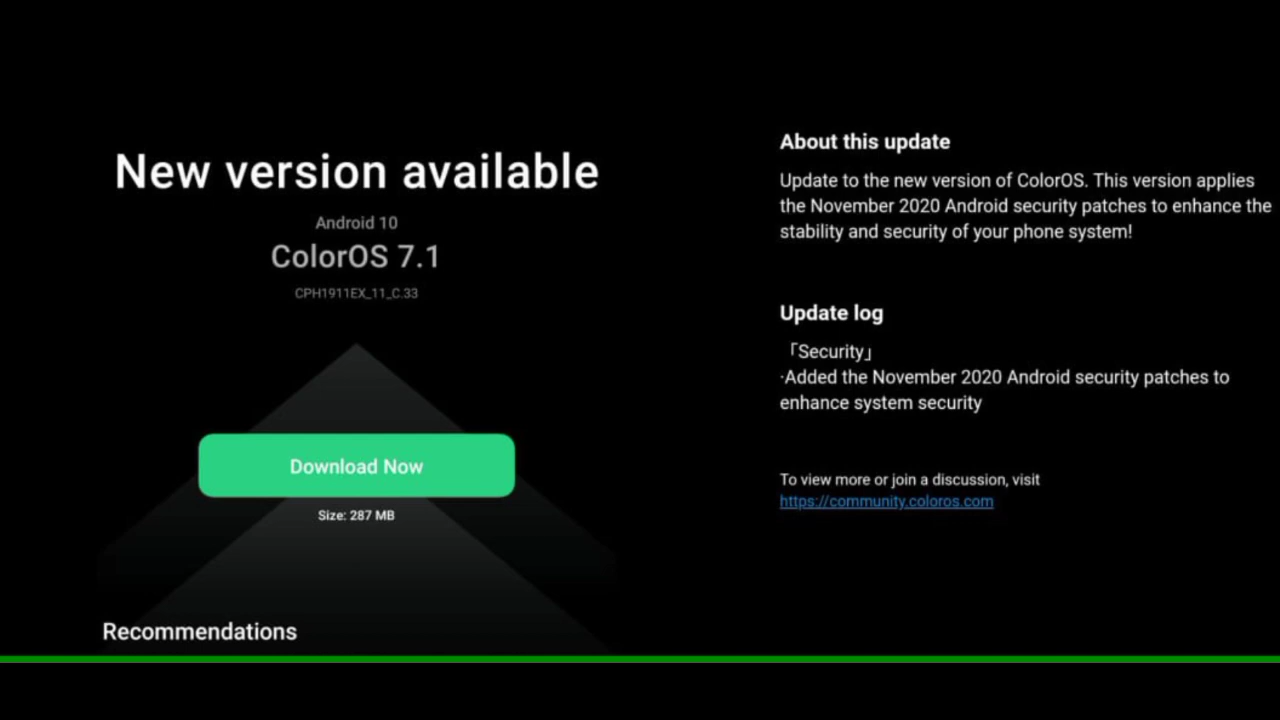 New version available
Android 10
ColorOS 7.1
CPH1911EX_11_C.33
Download Now
Size: 287 MB
Recommendations
About this update
Update to the new version of ColorOS. This version applies
the November 2020 Android security patches to enhance the
stability and security of your phone system!
Update log
「Security」
·Added the November 2020 Android security patches to
enhance system security
To view more or join a discussion, visit
https://community.coloros.com